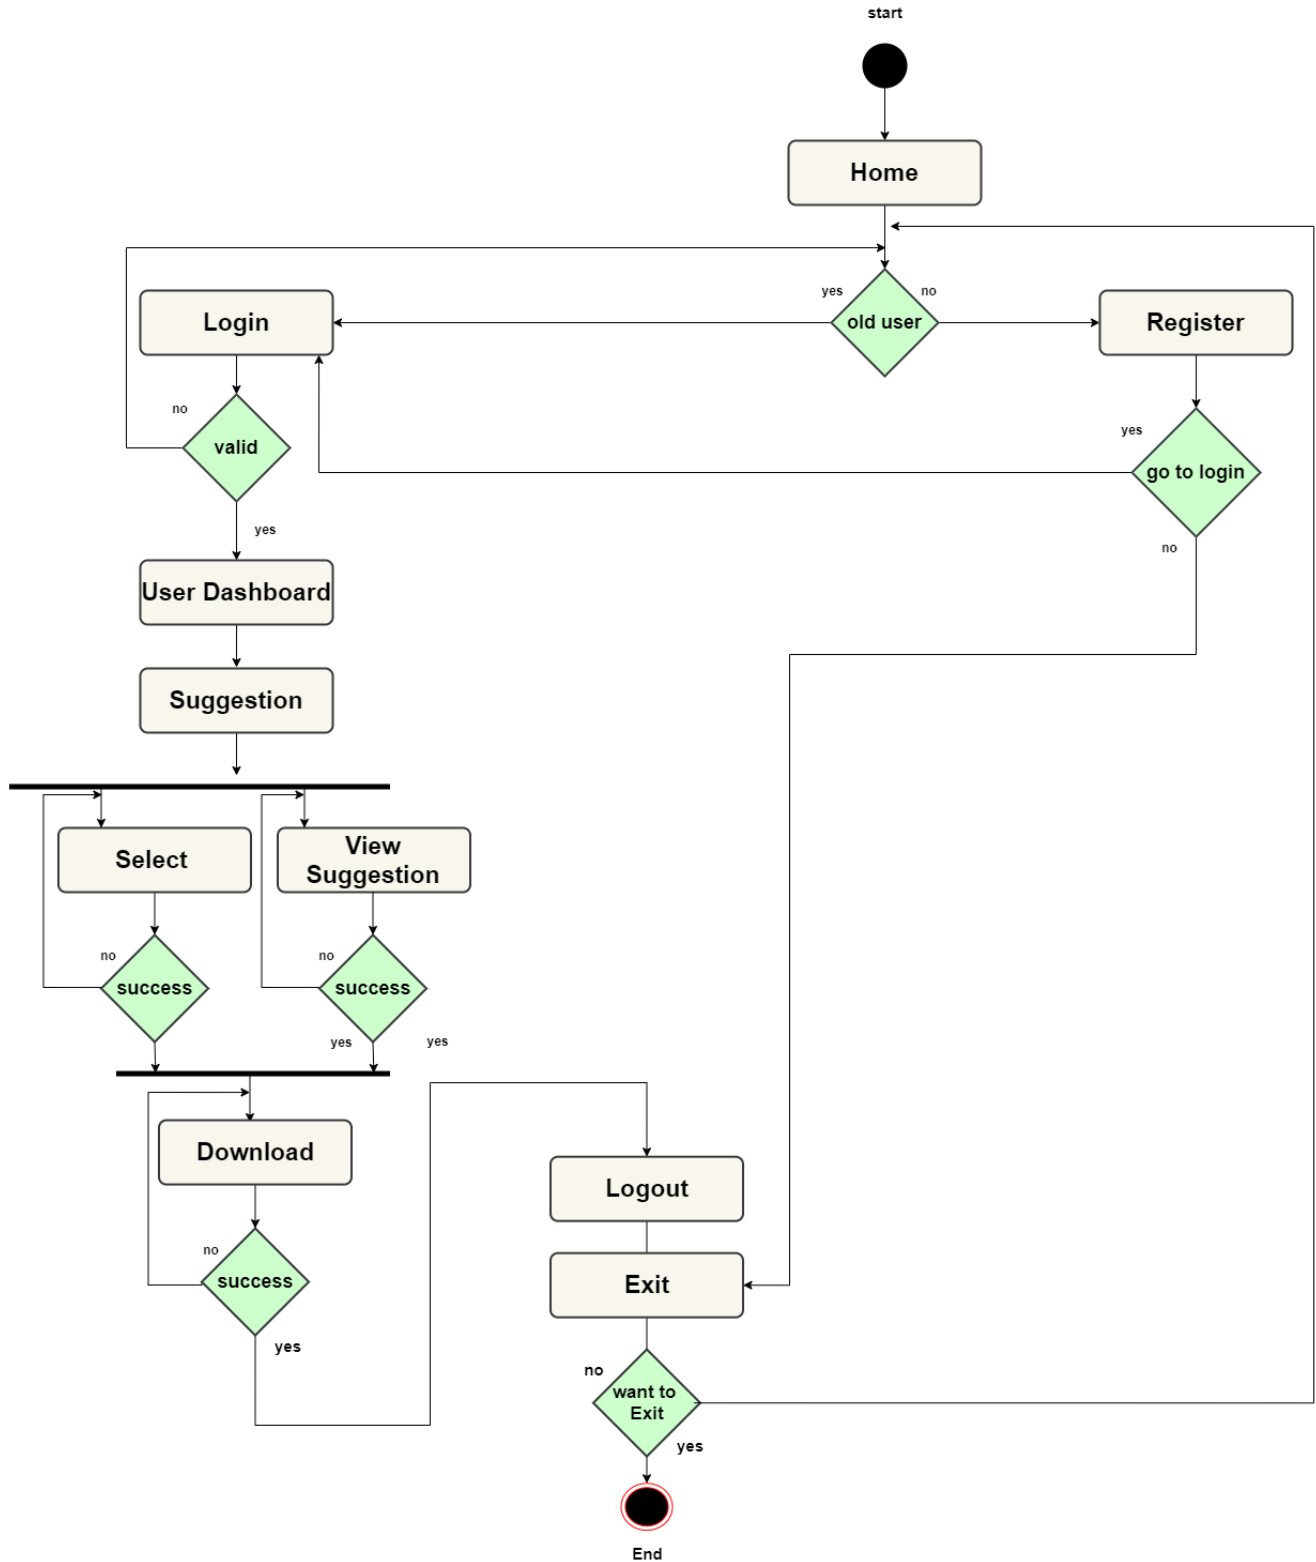 start
Home
yes
no
Login
old user
Register
no
yes
valid
go to login
yes
no
User Dashboard
Suggestion
Select
View
Suggestion
no
no
success
success
yes
yes
Download
Logout
no
success
Exit
yes
no
want to
Exit
yes
End